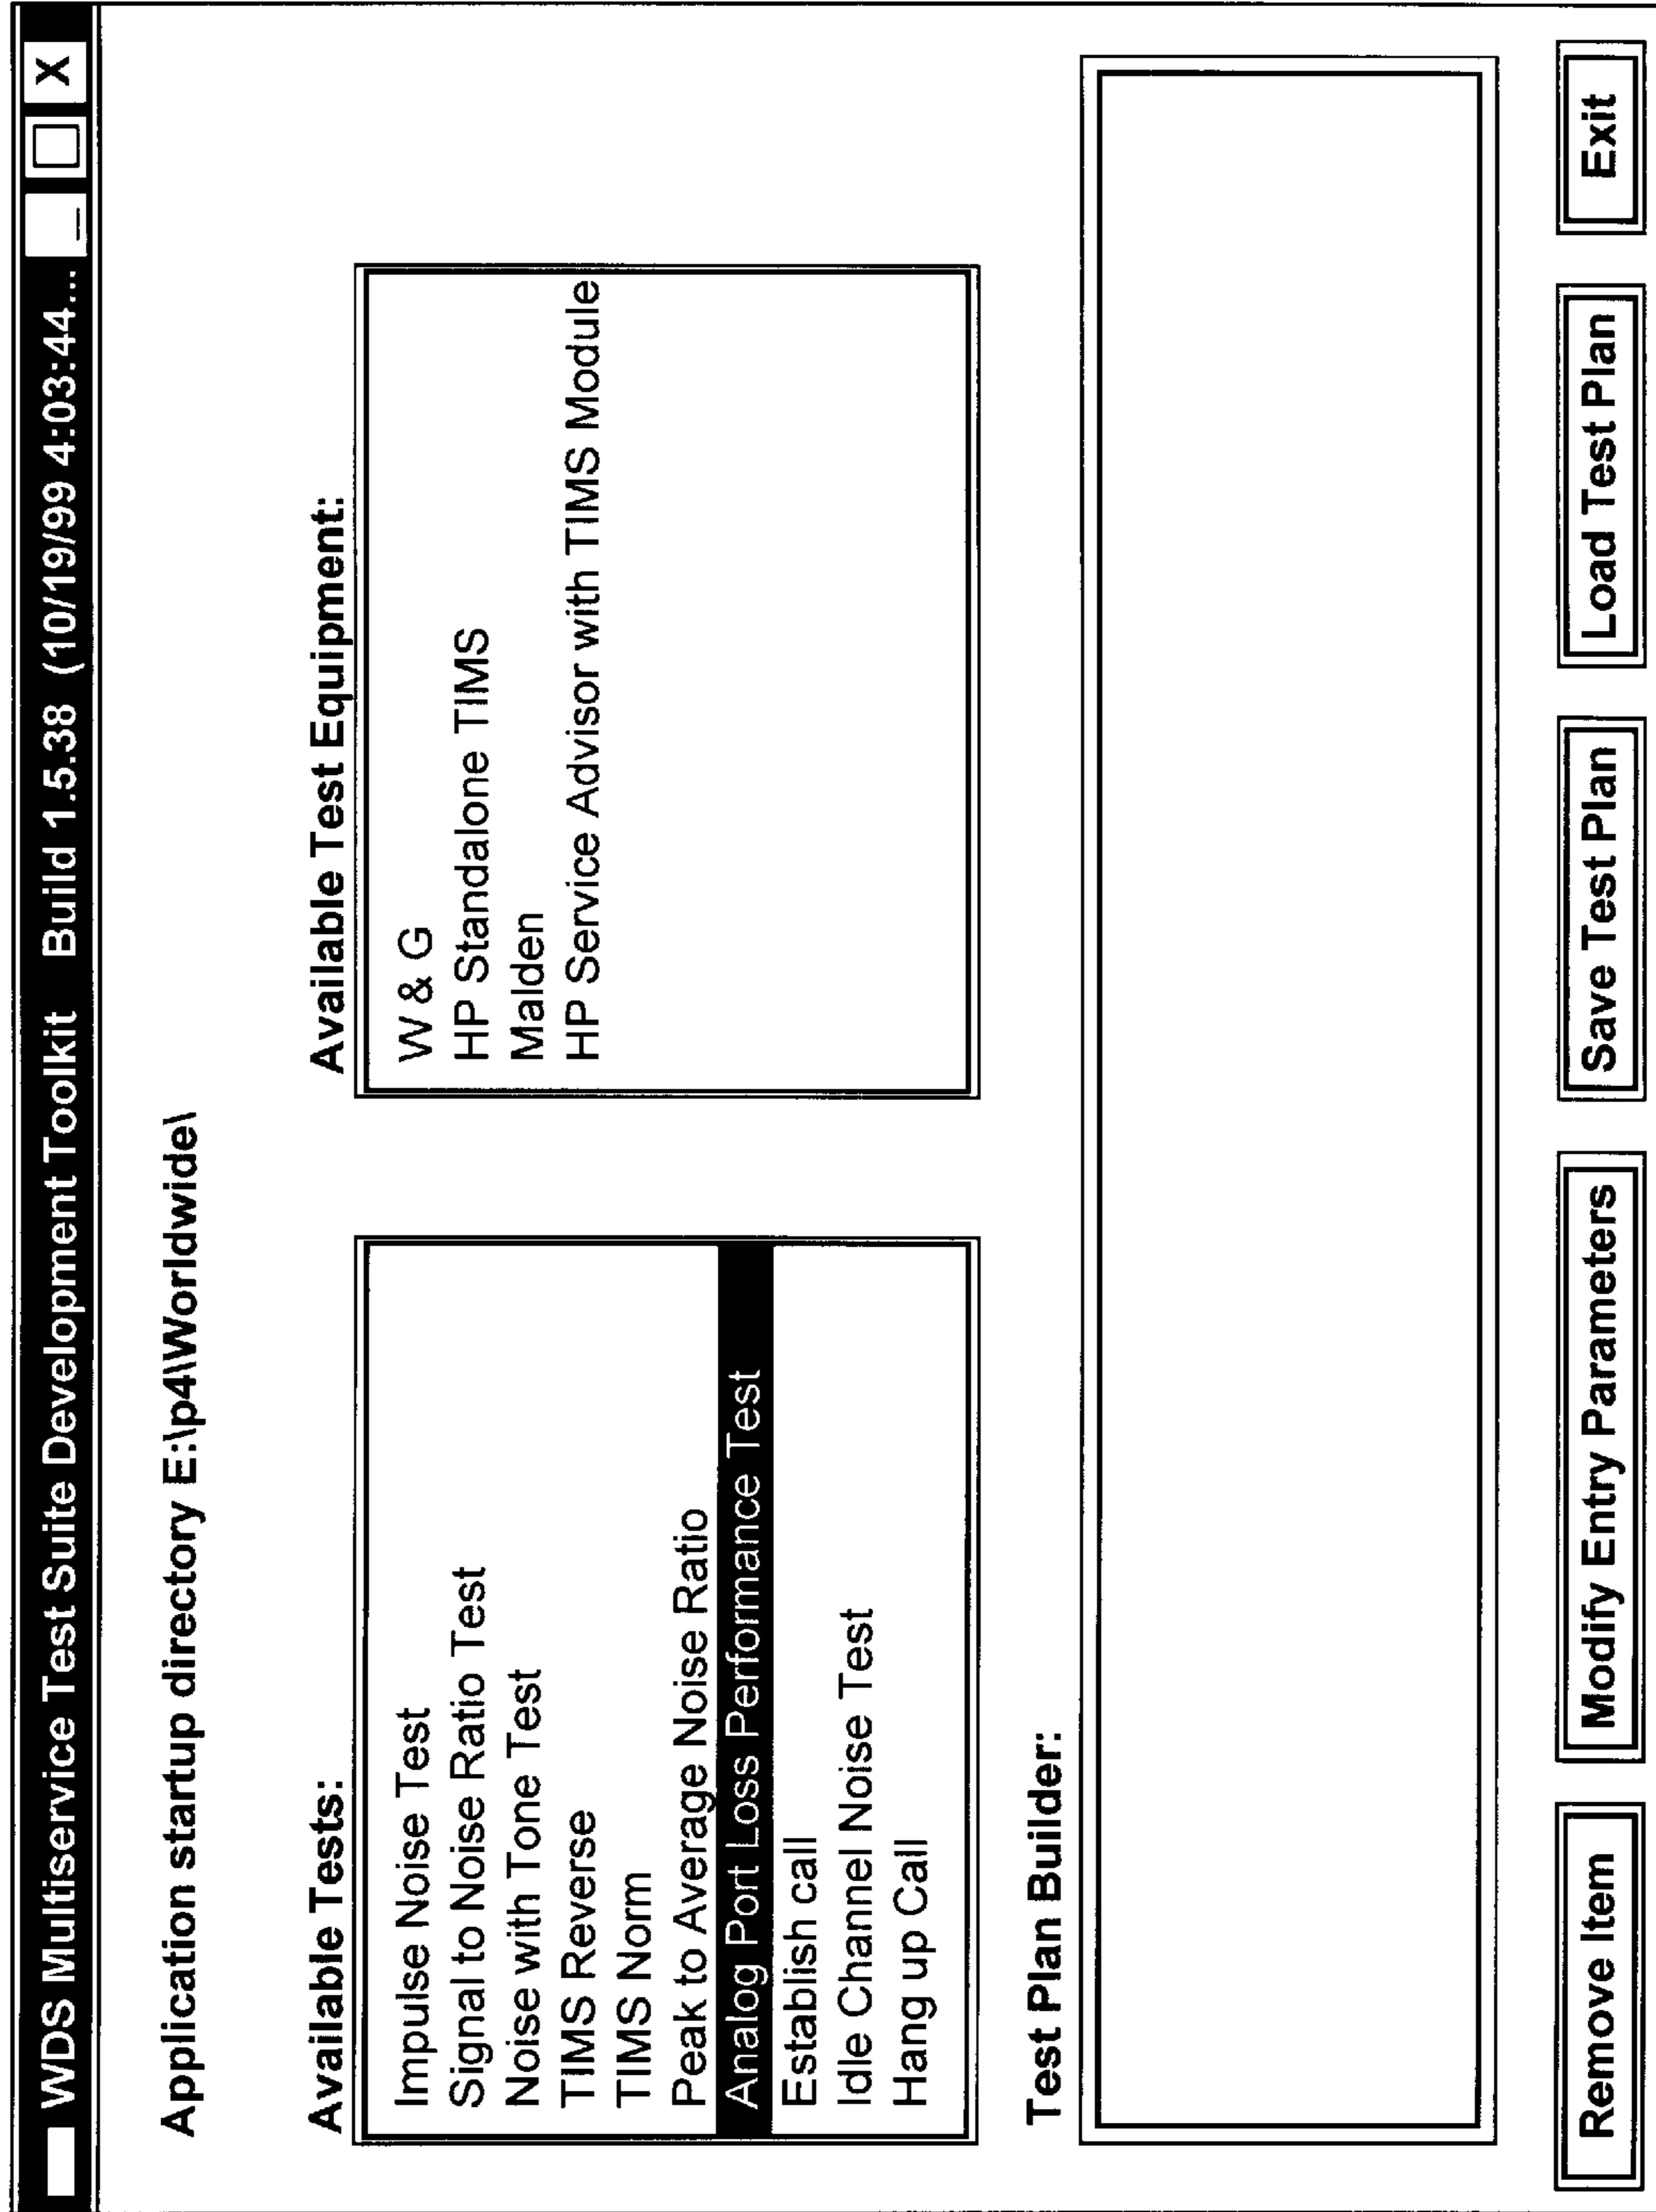 WDS Multiservice Test Suite Development Toolkit Build 1.5.38 (10/19/99 4:03:44... _ X
Application startup directory E:\p4\Worldwide\
Available Tests:
Impulse Noise Test
Signal to Noise Ratio Test
Noise with Tone Test
TIMS Reverse
TIMS Norm
Peak to Average Noise Ratio
Analog Port Loss Performance Test
Establish call
Idle Channel Noise Test
Hang up Call
Available Test Equipment:
W & G
HP Standalone TIMS
Malden
HP Service Advisor with TIMS Module
Test Plan Builder:
Remove Item
Modify Entry Parameters
Save Test Plan
Load Test Plan
Exit